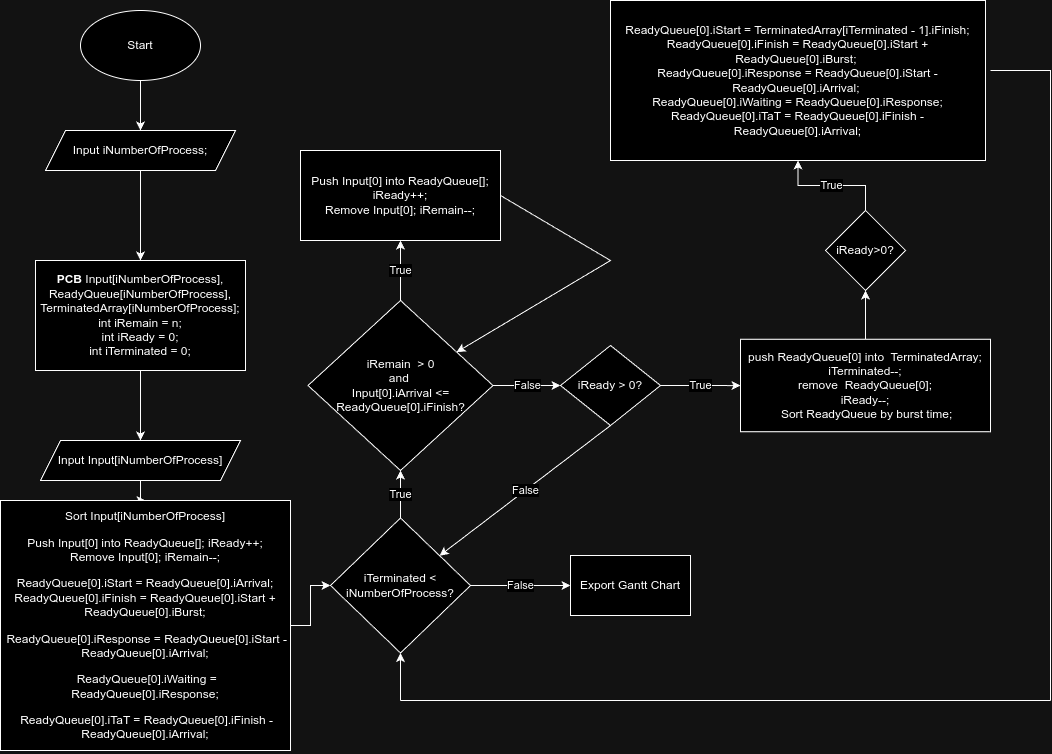 Start
Input iNumberOfProcess;
PCB Input[iNumberOfProcess],
ReadyQueue[iNumberOfProcess],
TerminatedArray[iNumberOfProcess];
int iRemain = n;
int iReady = 0;
int iTerminated = 0;
Input Input[iNumberOfProcess]
Sort Input[iNumberOfProcess]
Push Input[0] into ReadyQueue[]; iReady++;
Remove Input[0]; iRemain--;
ReadyQueue[0].iStart = ReadyQueue[0].iArrival;
ReadyQueue[0].iFinish = ReadyQueue[0].iStart +
ReadyQueue[0].iBurst;
ReadyQueue[0].iResponse = ReadyQueue[0].iStart -
ReadyQueue[0].iArrival;
ReadyQueue[0].iWaiting =
ReadyQueue[0].iResponse;
ReadyQueue[0].iTaT = ReadyQueue[0].iFinish -
ReadyQueue[0].iArrival;
iTerminated <
iNumberOfProcess?
False
Export Gantt Chart
True
iRemain > 0
and
Input[0].iArrival <=
ReadyQueue[0].iFinish?
True
Push Input[0] into ReadyQueue[];
iReady++;
Remove Input[0]; iRemain--;
False
iReady > 0?
False
True
push ReadyQueue[0] into TerminatedArray;
iTerminated--;
remove ReadyQueue[0];
iReady--;
Sort ReadyQueue by burst time;
iReady>0?
True
ReadyQueue[0].iStart = TerminatedArray[iTerminated - 1].iFinish;
ReadyQueue[0].iFinish = ReadyQueue[0].iStart +
ReadyQueue[0].iBurst;
ReadyQueue[0].iResponse = ReadyQueue[0].iStart -
ReadyQueue[0].iArrival;
ReadyQueue[0].iWaiting = ReadyQueue[0].iResponse;
ReadyQueue[0].iTaT = ReadyQueue[0].iFinish -
ReadyQueue[0].iArrival;